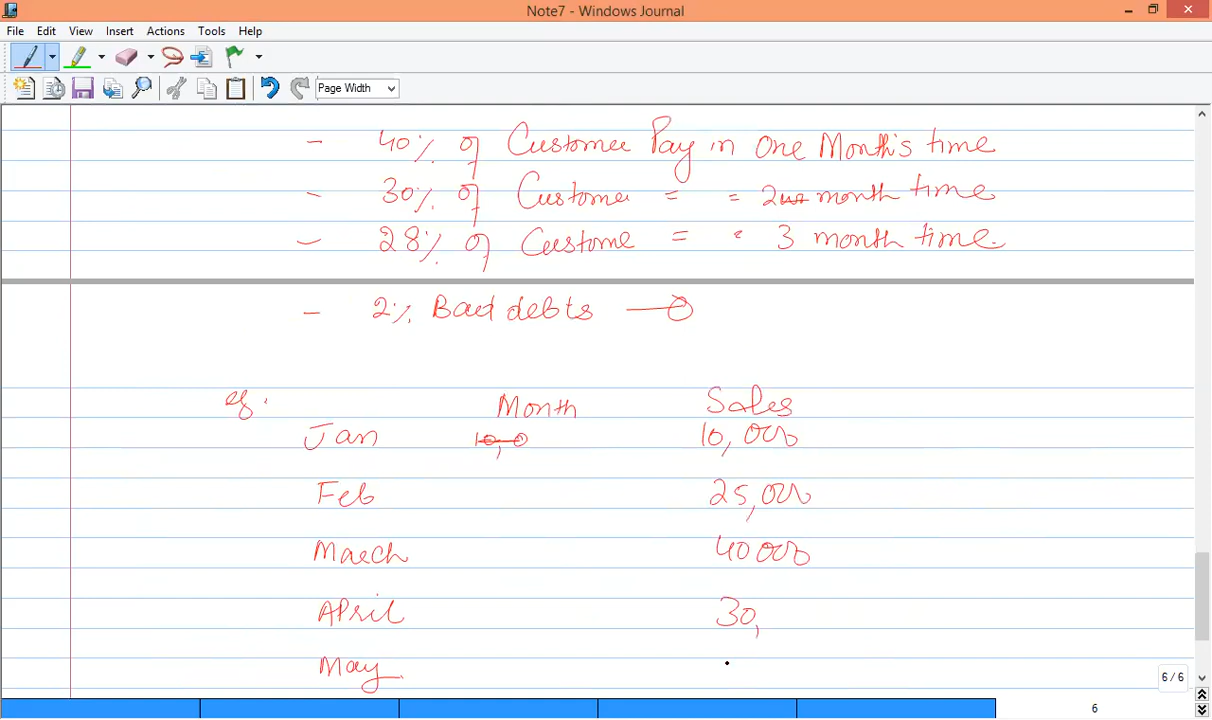 Note7 - Windows Journal
File Edit View Insert Actions Tools Help
Page Width
- 40% of Customer Pay in One Month's time
- 30% of Customer = = 2 month time
- 28% of Custome = " 3 month time.
- 2% Bad debts
eg. Month Sales
Jan 10,0 10,000
Feb 25,000
March 40000
April 30,
May
6/6
6